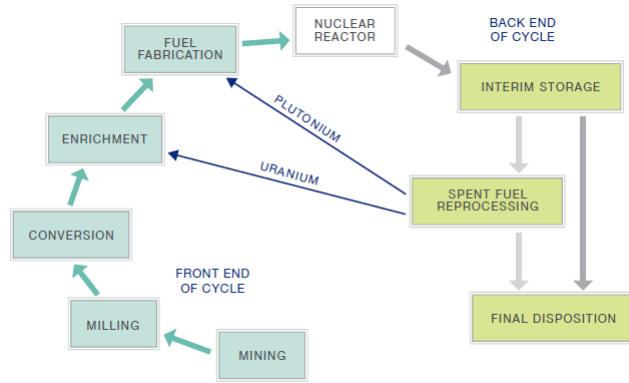 NUCLEAR
REACTOR
BACK END
OF CYCLE
FUEL
FABRICATION
INTERIM STORAGE
PLUTONIUM
ENRICHMENT
URANIUM
SPENT FUEL
REPROCESSING
CONVERSION
FRONT END
OF CYCLE
MILLING
FINAL DISPOSITION
MINING